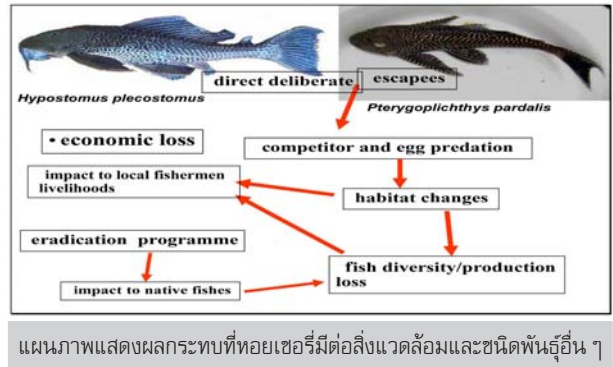 Hypostomus plecostomus
direct deliberate
escapees
Pterygoplichthys pardalis
• economic loss
competitor and egg predation
impact to local fishermen
livelihoods
habitat changes
eradication programme
fish diversity/production
loss
impact to native fishes
แผนภาพแสดงผลกระทบที่หอยเชอรี่มีต่อสิ่งแวดล้อมและชนิดพันธุ์อื่น ๆ